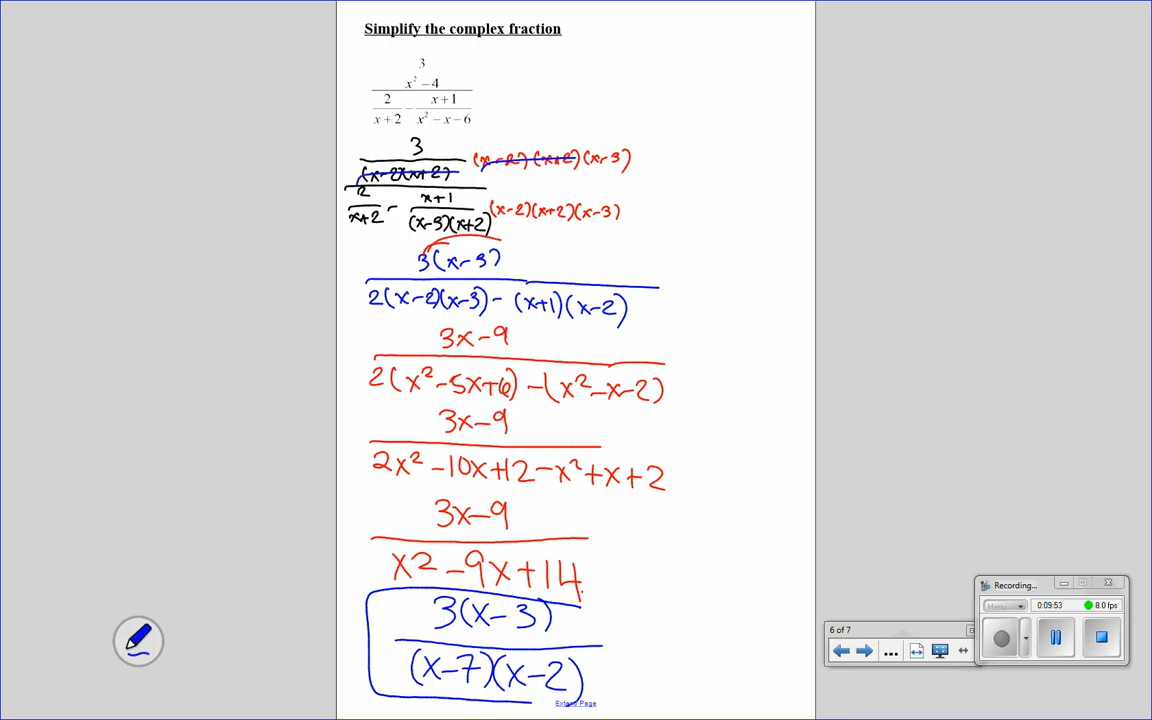 Simplify the complex fraction
3
x² – 4
2 x + 1
–
x + 2 x² – x – 6
3 (x-2)(x+2)(x-3)
(x-2)(x+2)
2 - x+1 (x-2)(x+2)(x-3)
x+2 (x-3)(x+2)
3(x-3)
2(x-2)(x-3) - (x+1)(x-2)
3x-9
2(x²-5x+6) -1(x²-x-2)
3x-9
2x² -10x+12-x²+x+2
3x-9
x²-9x+14
3(x-3)
(x-7)(x-2)
Extend Page
Recording...
Menu
0:09:53
8.0 fps
6 of 7
...